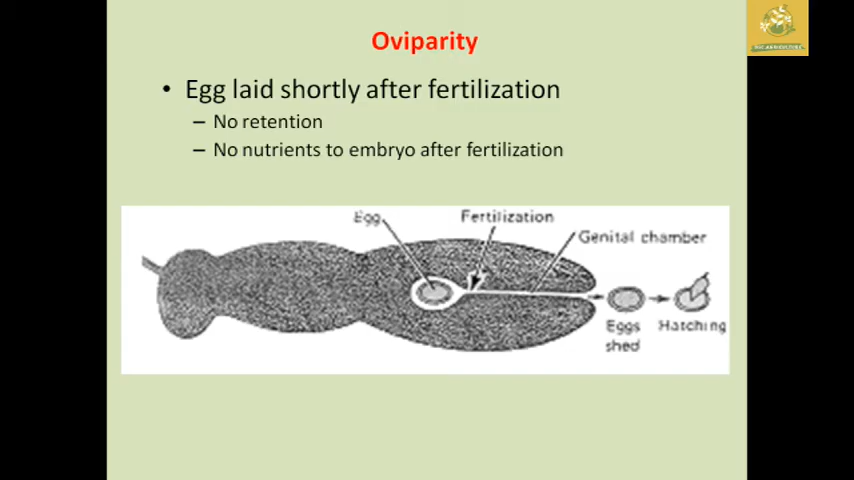 Oviparity
• Egg laid shortly after fertilization
– No retention
– No nutrients to embryo after fertilization
Egg
Fertilization
Genital chamber
Eggs
shed
Hatching